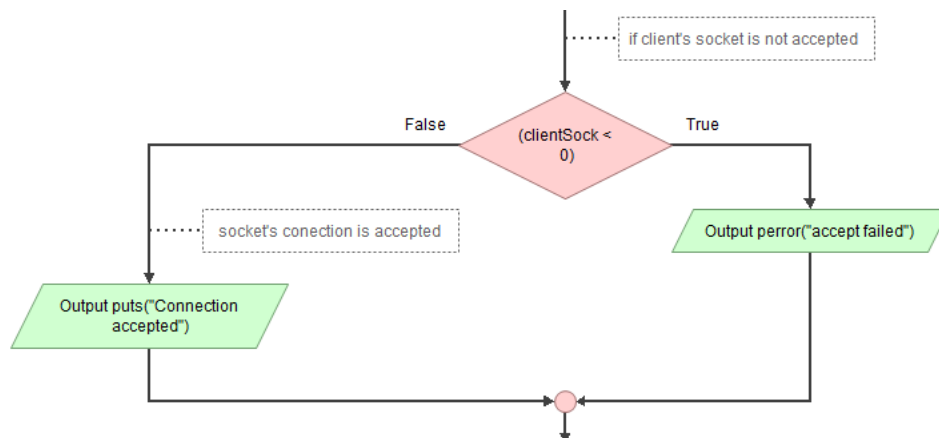 if client's socket is not accepted
False
True
(clientSock <
0)
socket's conection is accepted
Output perror("accept failed")
Output puts("Connection
accepted")